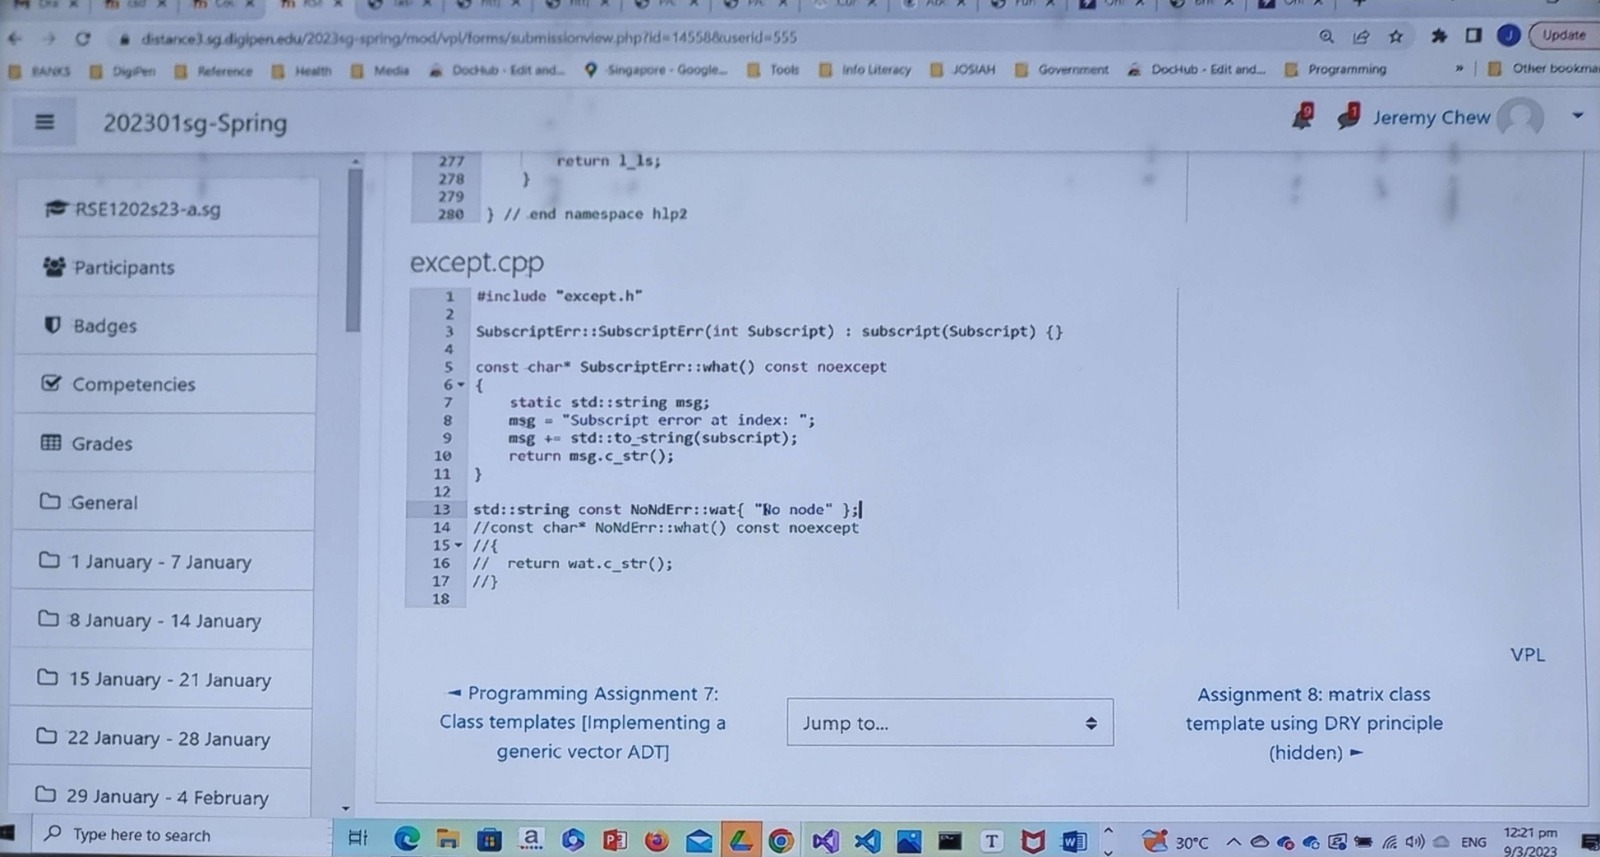 distance3.sg.digipen.edu/2023sg-spring/mod/vpl/forms/submissionview.php?id=14558&userid=555
Update
BANKS DigiPen Reference Health Media DocHub - Edit and... Singapore - Google... Tools Info Literacy JOSIAH Government DocHub - Edit and... Programming » Other bookma
202301sg-Spring
9 1 Jeremy Chew
RSE1202s23-a.sg
Participants
Badges
Competencies
Grades
General
1 January - 7 January
8 January - 14 January
15 January - 21 January
22 January - 28 January
29 January - 4 February
277 return l_ls;
278 }
279
280 } // end namespace hlp2
except.cpp
1 #include "except.h"
2
3 SubscriptErr::SubscriptErr(int Subscript) : subscript(Subscript) {}
4
5 const char* SubscriptErr::what() const noexcept
6 {
7 static std::string msg;
8 msg = "Subscript error at index: ";
9 msg += std::to_string(subscript);
10 return msg.c_str();
11 }
12
13 std::string const NoNdErr::wat{ "No node" };
14 //const char* NoNdErr::what() const noexcept
15 //{
16 // return wat.c_str();
17 //}
18
VPL
◄ Programming Assignment 7:
Class templates [Implementing a
generic vector ADT]
Jump to...
Assignment 8: matrix class
template using DRY principle
(hidden) ►
Type here to search
30°C
ENG
12:21 pm
9/3/2023